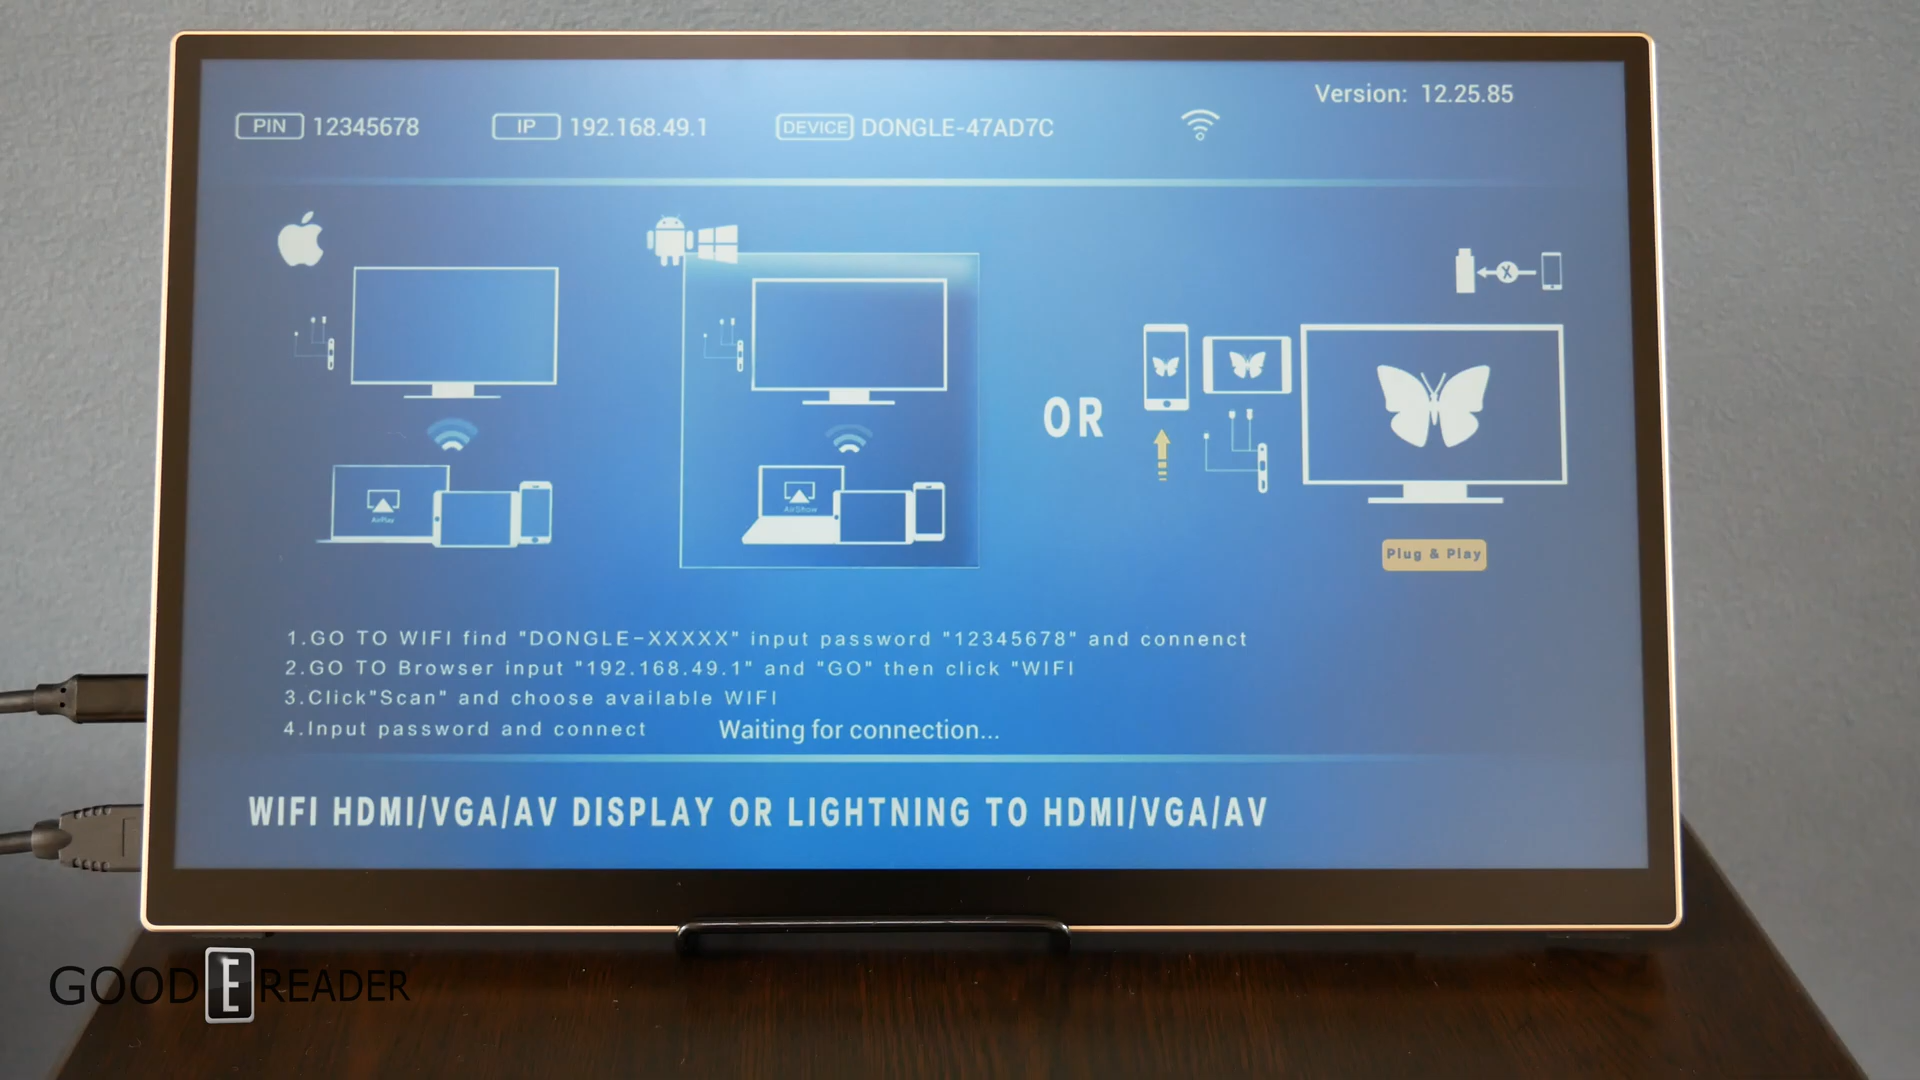 Version: 12.25.85
PIN 12345678 IP 192.168.49.1 DEVICE DONGLE-47AD7C
X
OR
AirPlay
AirShow
Plug & Play
1.GO TO WIFI find "DONGLE-XXXXX" input password "12345678" and connenct
2.GO TO Browser input "192.168.49.1" and "GO" then click "WIFI
3.Click"Scan" and choose available WIFI
4.Input password and connect Waiting for connection...
WIFI HDMI/VGA/AV DISPLAY OR LIGHTNING TO HDMI/VGA/AV
GOOD E READER